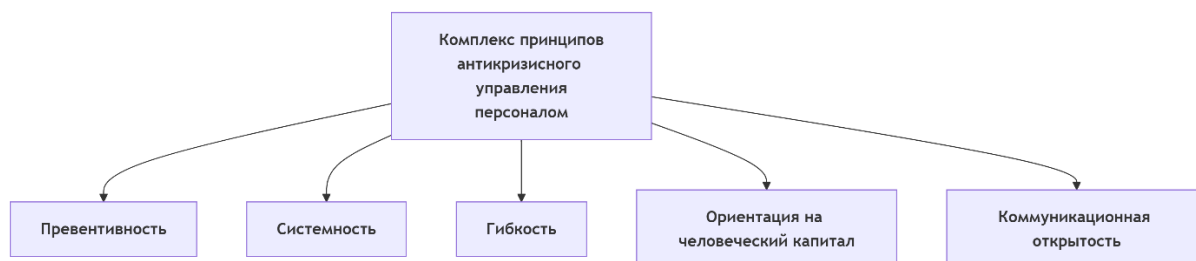 Комплекс принципов
антикризисного
управления
персоналом
Превентивность
Системность
Гибкость
Ориентация на
человеческий капитал
Коммуникационная
открытость